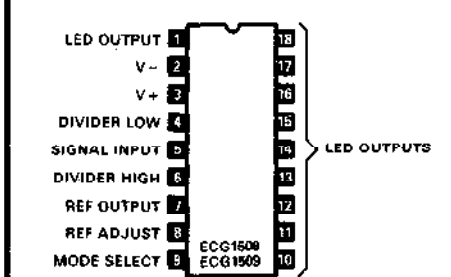 LED OUTPUT 1 18
V- 2 17
V+ 3 16
DIVIDER LOW 4 15
SIGNAL INPUT 5 14 LED OUTPUTS
DIVIDER HIGH 6 13
REF OUTPUT 7 12
REF ADJUST 8 11
ECG1508
MODE SELECT 9 ECG1509 10